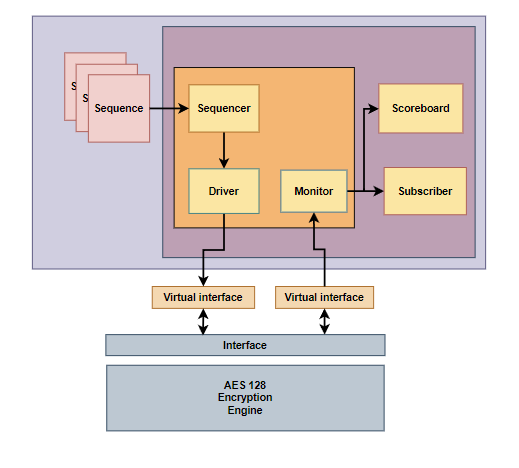 S
S
Sequence
Sequencer
Scoreboard
Driver
Monitor
Subscriber
Virtual interface
Virtual interface
Interface
AES 128
Encryption
Engine